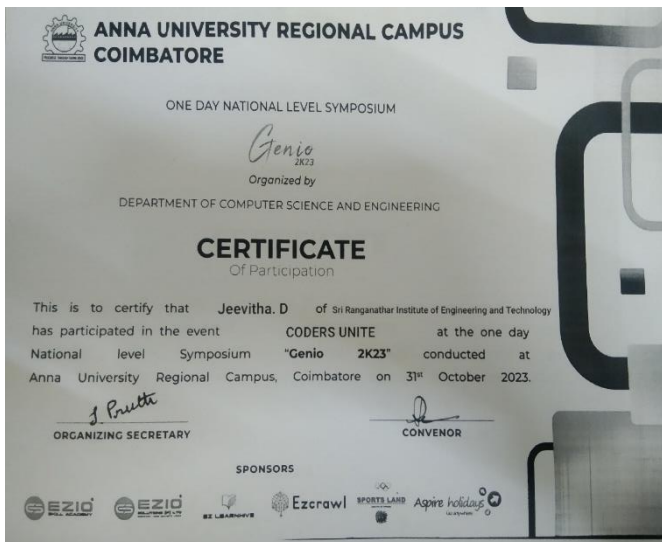 ANNA UNIVERSITY REGIONAL CAMPUS
COIMBATORE
ONE DAY NATIONAL LEVEL SYMPOSIUM
Genio
2K23
Organized by
DEPARTMENT OF COMPUTER SCIENCE AND ENGINEERING
CERTIFICATE
Of Participation
This is to certify that Jeevitha. D of Sri Ranganathar Institute of Engineering and Technology
has participated in the event CODERS UNITE at the one day
National level Symposium "Genio 2K23" conducted at
Anna University Regional Campus, Coimbatore on 31st October 2023.
ORGANIZING SECRETARY CONVENOR
SPONSORS
EZIO EZIO EZ LEARNHIVE Ezcrawl SPORTS LAND Aspire holidays